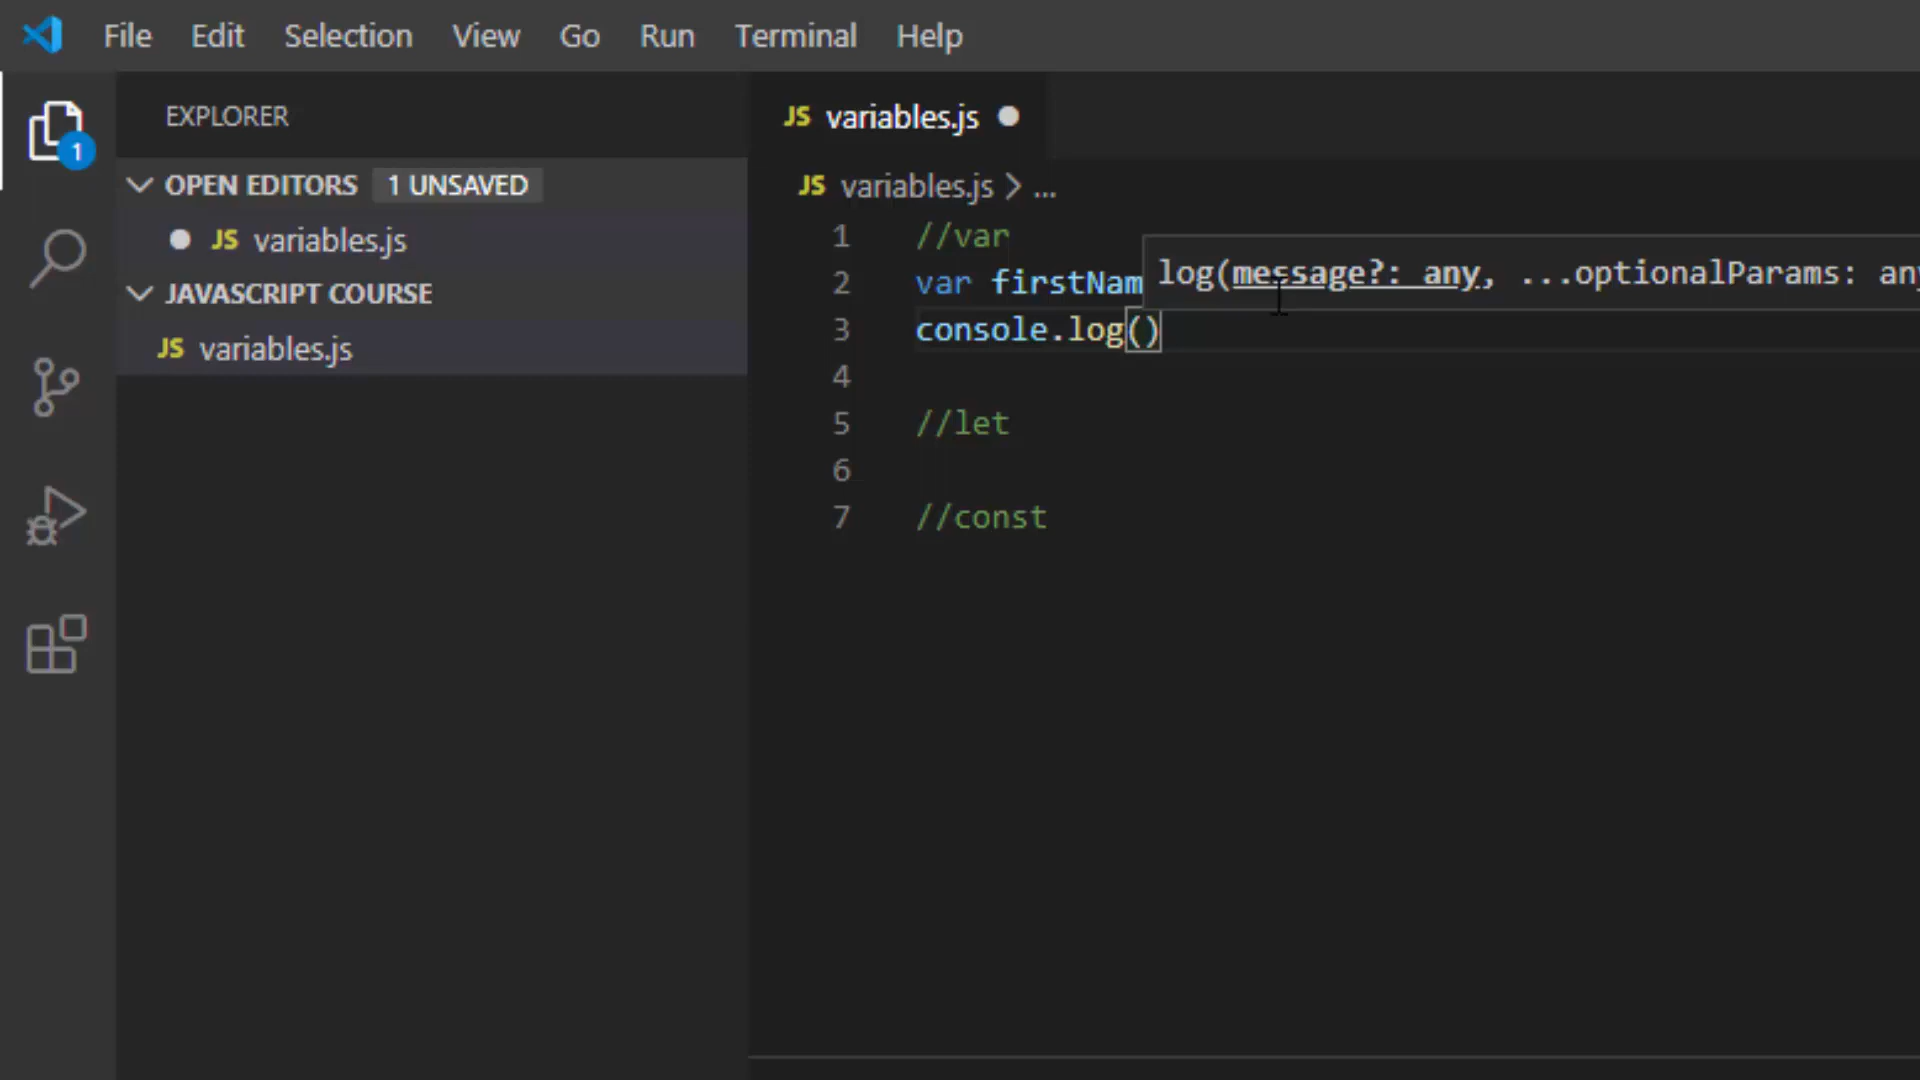 File Edit Selection View Go Run Terminal Help
EXPLORER
OPEN EDITORS 1 UNSAVED
JS variables.js
JAVASCRIPT COURSE
JS variables.js
1
JS variables.js
JS variables.js > ...
1 //var
2 var firstNam
log(message?: any, ...optionalParams: any
3 console.log()
4
5 //let
6
7 //const